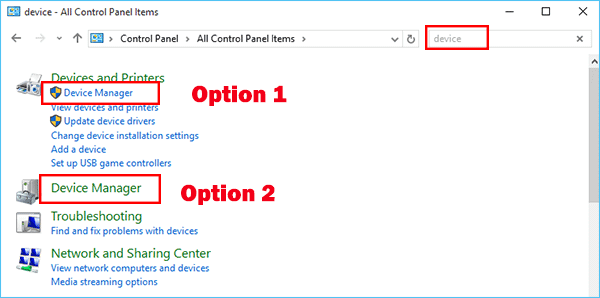 device - All Control Panel Items
Control Panel > All Control Panel Items >
device
Devices and Printers
Device Manager
Option 1
View devices and printers
Update device drivers
Change device installation settings
Add a device
Set up USB game controllers
Device Manager
Option 2
Troubleshooting
Find and fix problems with devices
Network and Sharing Center
View network computers and devices
Media streaming options